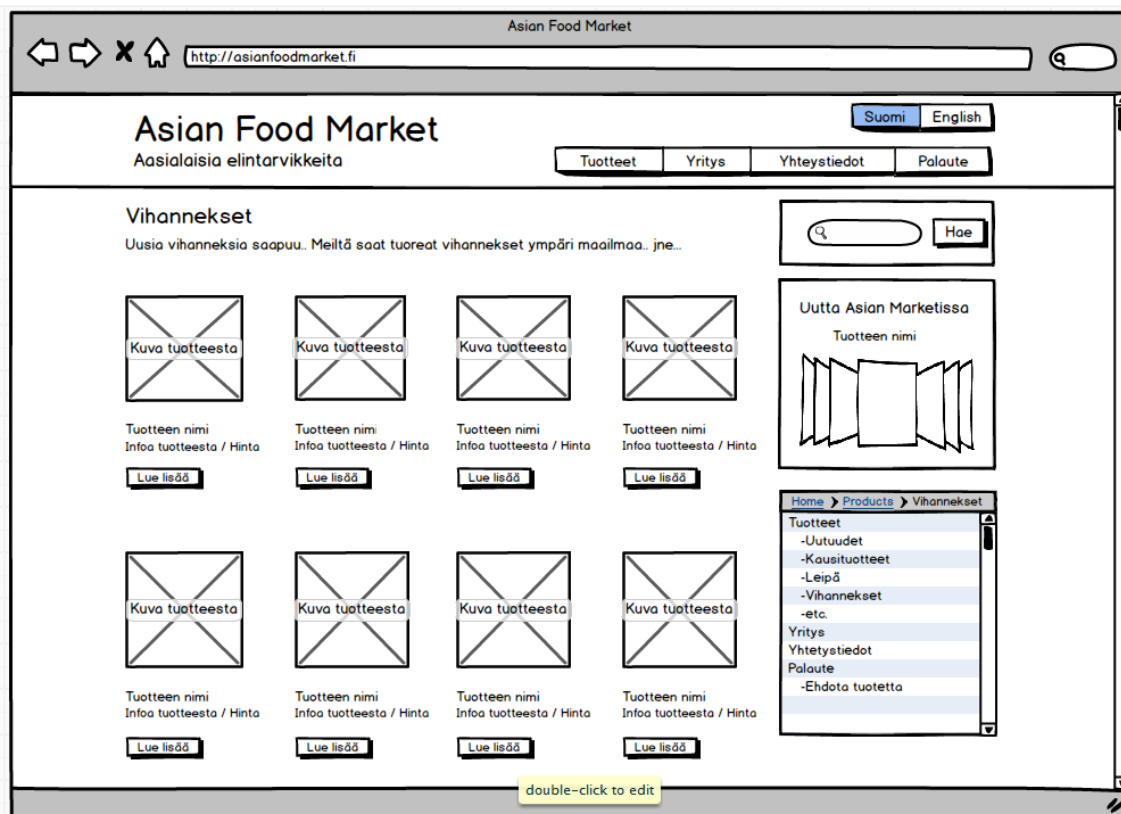 Asian Food Market
http://asianfoodmarket.fi
Suomi English
Asian Food Market
Aasialaisia elintarvikkeita
Tuotteet Yritys Yhteystiedot Palaute
Vihannekset
Uusia vihanneksia saapuu.. Meiltä saat tuoreat vihannekset ympäri maailmaa.. jne...
Hae
Kuva tuotteesta Kuva tuotteesta Kuva tuotteesta Kuva tuotteesta
Tuotteen nimi Tuotteen nimi Tuotteen nimi Tuotteen nimi
Infoa tuotteesta / Hinta Infoa tuotteesta / Hinta Infoa tuotteesta / Hinta Infoa tuotteesta / Hinta
Lue lisää Lue lisää Lue lisää Lue lisää
Kuva tuotteesta Kuva tuotteesta Kuva tuotteesta Kuva tuotteesta
Tuotteen nimi Tuotteen nimi Tuotteen nimi Tuotteen nimi
Infoa tuotteesta / Hinta Infoa tuotteesta / Hinta Infoa tuotteesta / Hinta Infoa tuotteesta / Hinta
Lue lisää Lue lisää Lue lisää Lue lisää
Uutta Asian Marketissa
Tuotteen nimi
Home Products Vihannekset
Tuotteet
-Uutuudet
-Kausituotteet
-Leipä
-Vihannekset
-etc.
Yritys
Yhtetystiedot
Palaute
-Ehdota tuotetta
double-click to edit